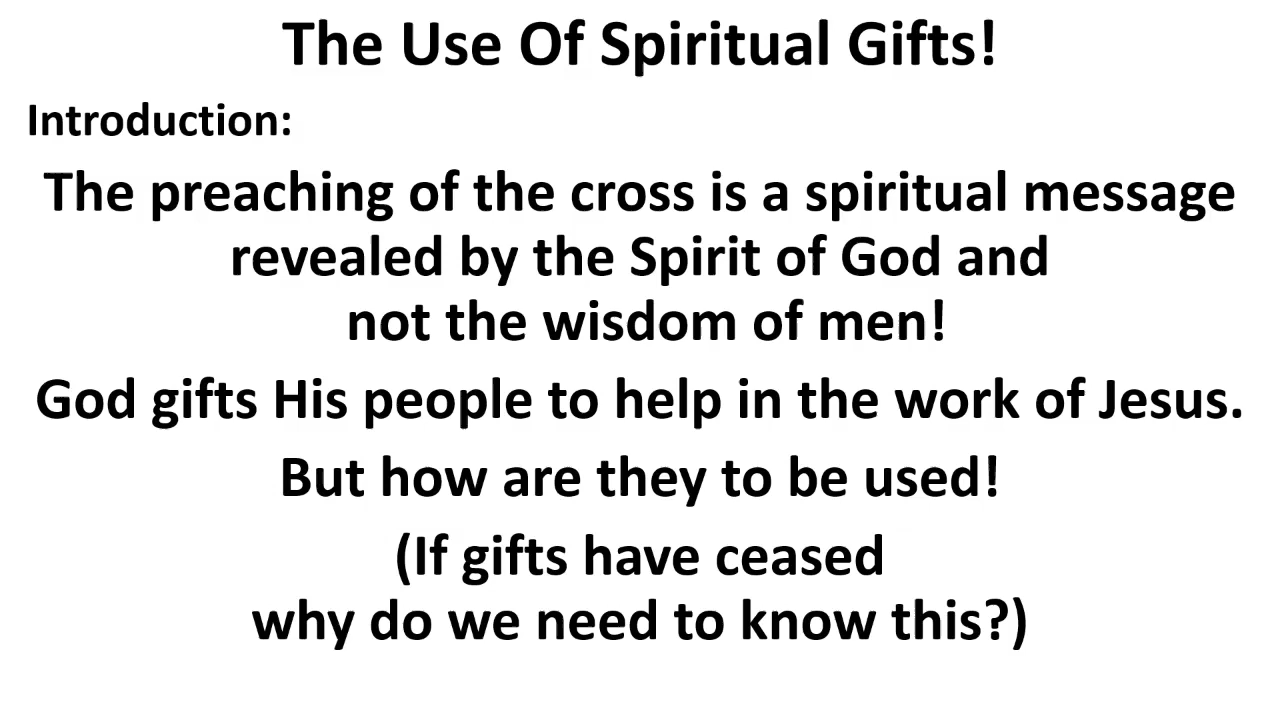 The Use Of Spiritual Gifts!
Introduction:
The preaching of the cross is a spiritual message
revealed by the Spirit of God and
not the wisdom of men!
God gifts His people to help in the work of Jesus.
But how are they to be used!
(If gifts have ceased
why do we need to know this?)